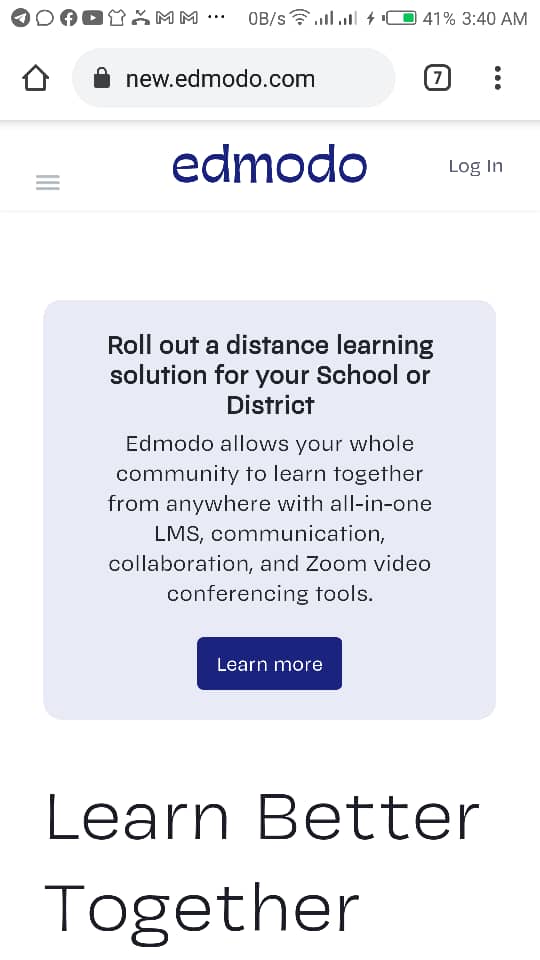 0B/s 41% 3:40 AM
new.edmodo.com 7
edmodo
Log In
Roll out a distance learning
solution for your School or
District
Edmodo allows your whole
community to learn together
from anywhere with all-in-one
LMS, communication,
collaboration, and Zoom video
conferencing tools.
Learn more
Learn Better
Together